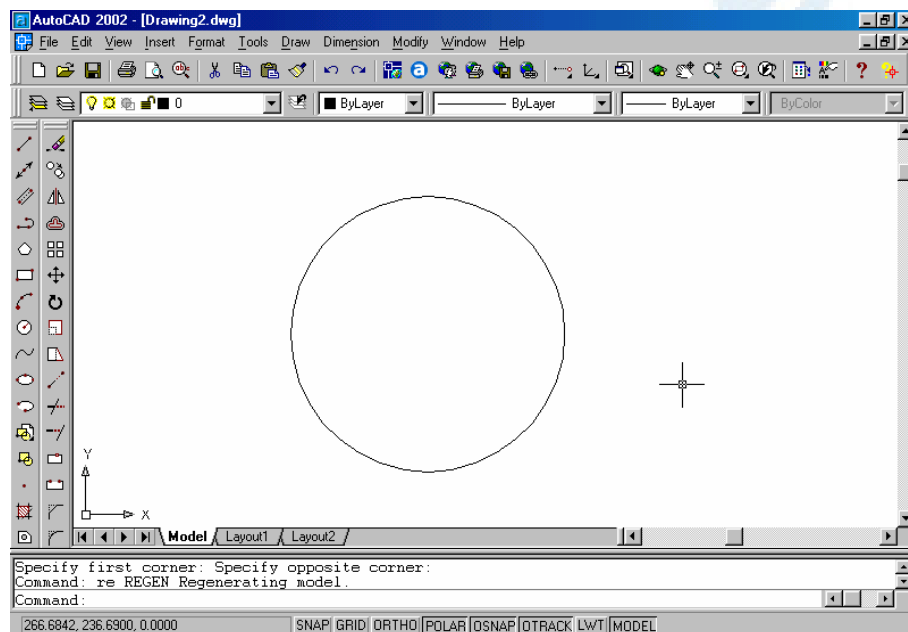 AutoCAD 2002 - [Drawing2.dwg]
File Edit View Insert Format Tools Draw Dimension Modify Window Help
0 ByLayer ByLayer ByLayer ByColor
Y
X
Model Layout1 Layout2
Specify first corner: Specify opposite corner:
Command: re REGEN Regenerating model.
Command:
266.6842, 236.6900, 0.0000 SNAP GRID ORTHO POLAR OSNAP OTRACK LWT MODEL